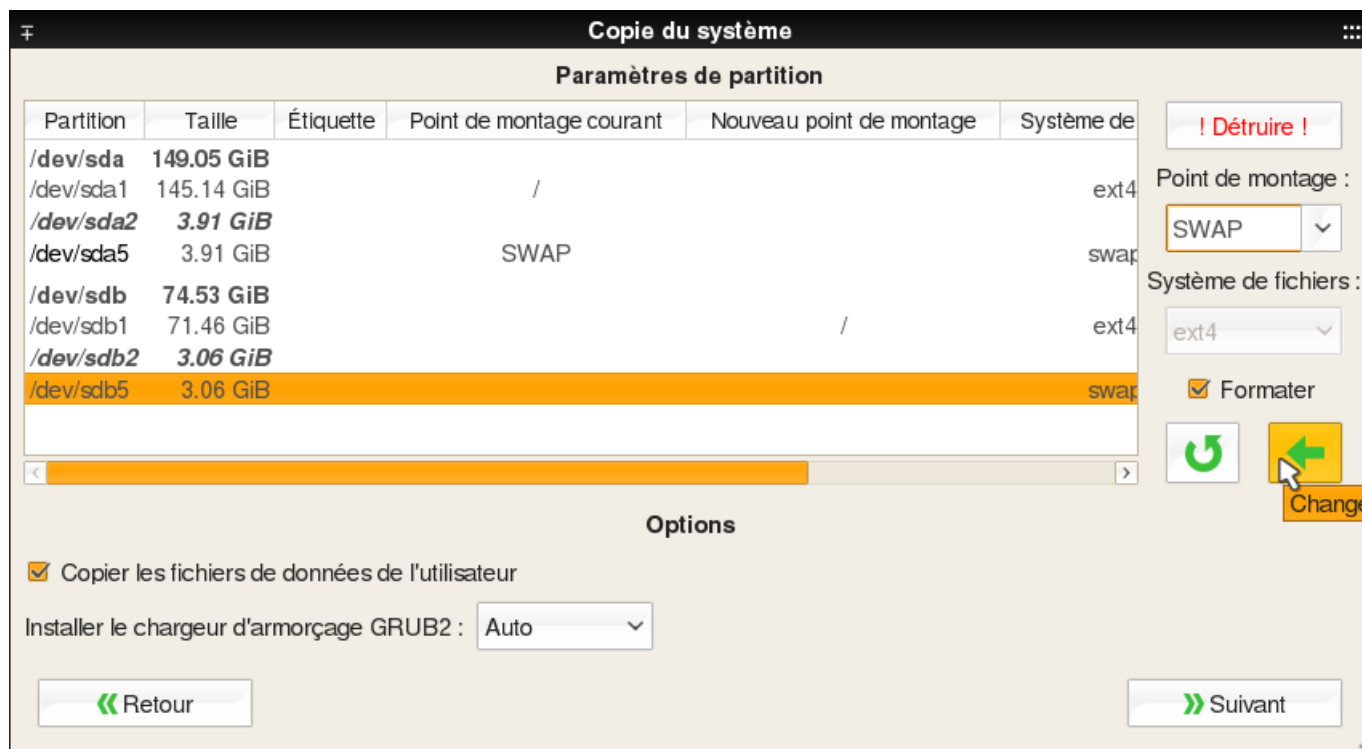 Copie du système
Paramètres de partition
Partition Taille Étiquette Point de montage courant Nouveau point de montage Système de
/dev/sda 149.05 GiB
/dev/sda1 145.14 GiB / ext4
/dev/sda2 3.91 GiB
/dev/sda5 3.91 GiB SWAP swap
/dev/sdb 74.53 GiB
/dev/sdb1 71.46 GiB / ext4
/dev/sdb2 3.06 GiB
/dev/sdb5 3.06 GiB swap
! Détruire !
Point de montage :
SWAP
Système de fichiers :
ext4
Formater
Change
Options
Copier les fichiers de données de l'utilisateur
Installer le chargeur d'armorçage GRUB2 : Auto
Retour
Suivant